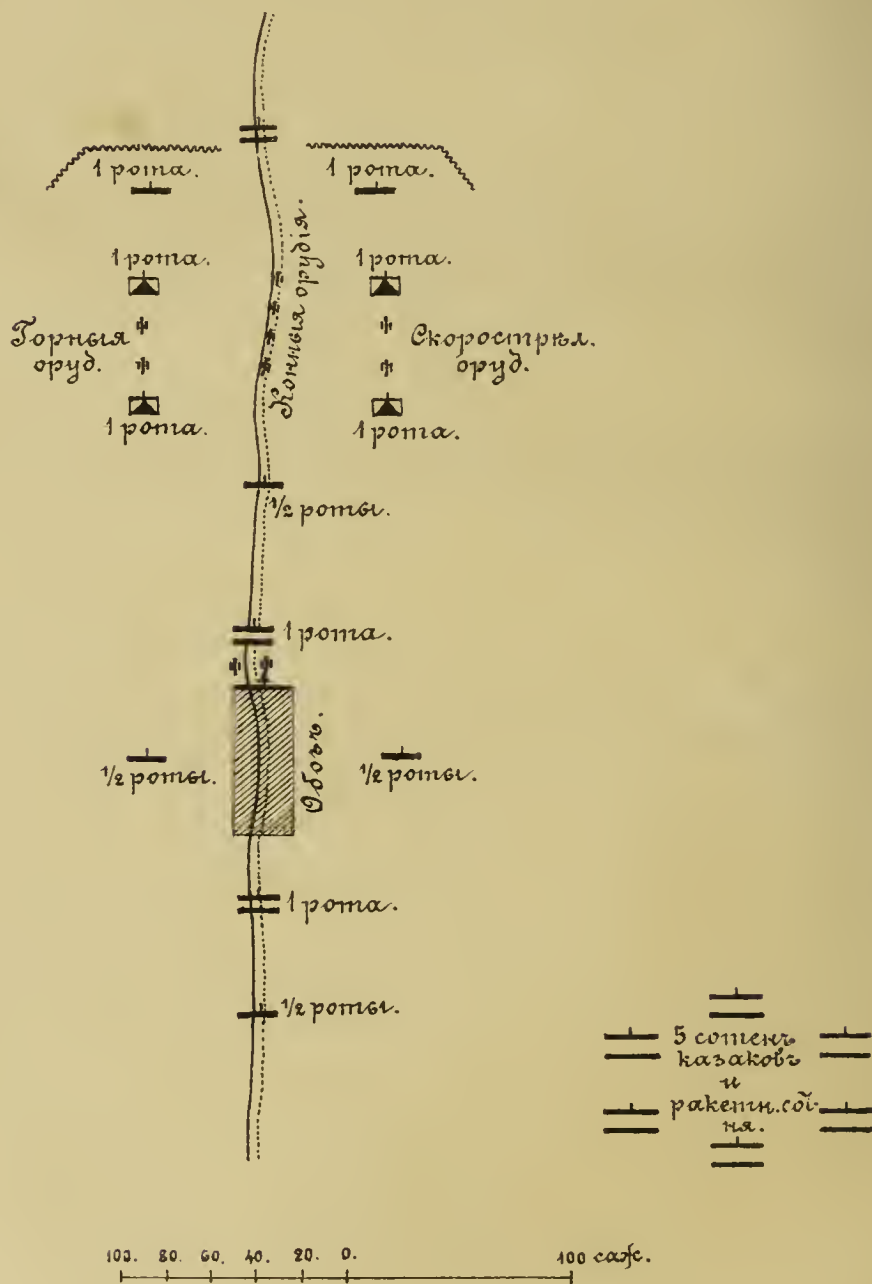 1 рота.
1 рота.
1 рота.
1 рота.
Конныя орудія.
Горныя
оруд.
Скорострѣл.
оруд.
1 рота.
1 рота.
1/2 роты.
1 рота.
Обозъ.
1/2 роты.
1/2 роты.
1 рота.
1/2 роты.
5 сотенъ
казаковъ
и
ракетн. сот-
ня.
100. 80. 60. 40. 20. 0. 100 саж.